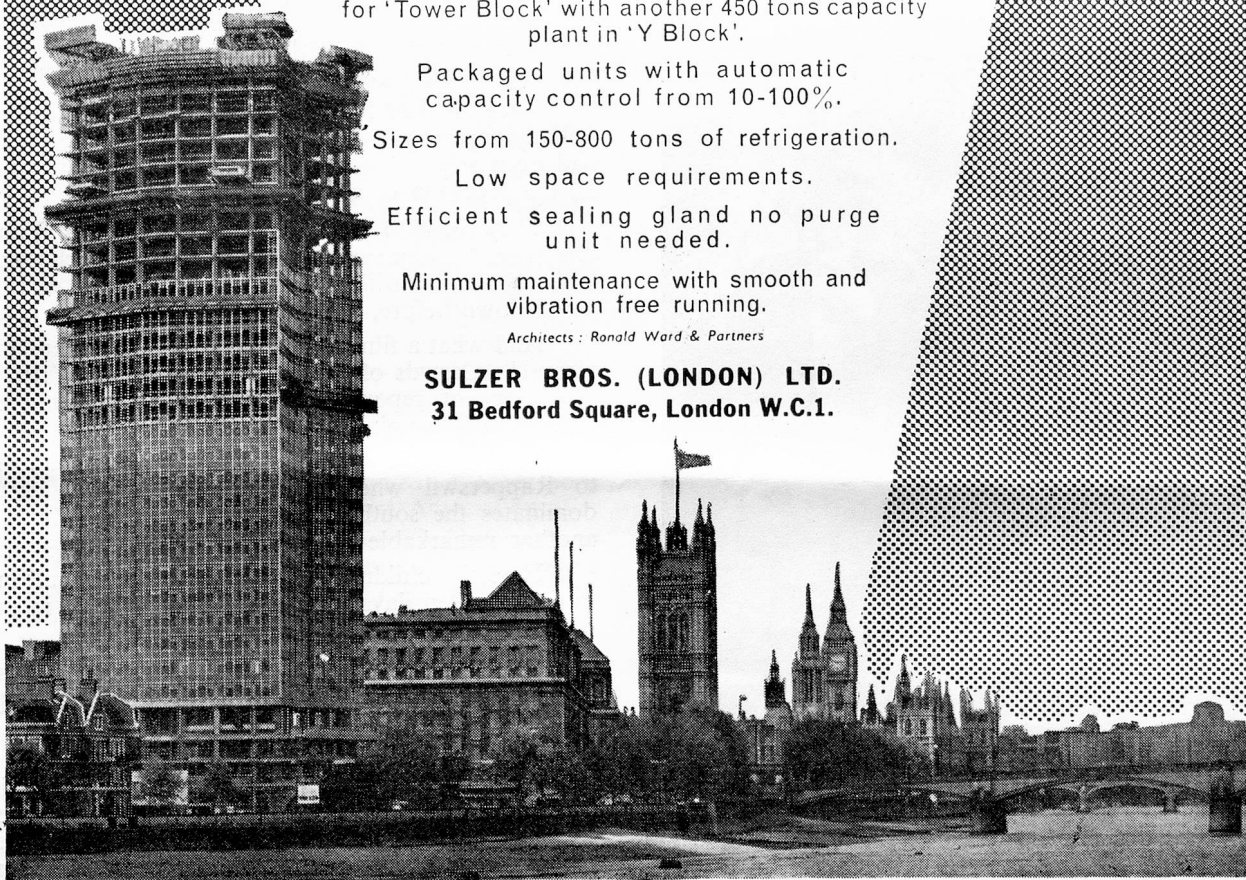 for 'Tower Block' with another 450 tons capacity
plant in 'Y Block'.
Packaged units with automatic
capacity control from 10-100%.
Sizes from 150-800 tons of refrigeration.
Low space requirements.
Efficient sealing gland no purge
unit needed.
Minimum maintenance with smooth and
vibration free running.
Architects : Ronald Ward & Partners
SULZER BROS. (LONDON) LTD.
31 Bedford Square, London W.C.1.